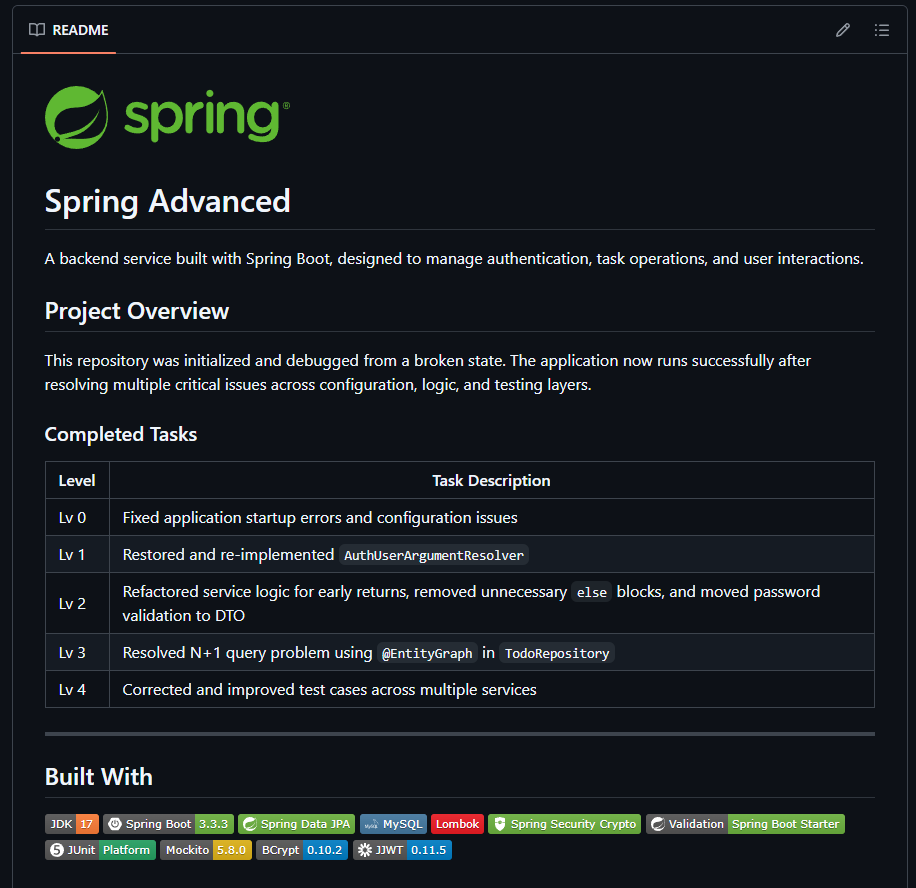 README
spring®
Spring Advanced
A backend service built with Spring Boot, designed to manage authentication, task operations, and user interactions.
Project Overview
This repository was initialized and debugged from a broken state. The application now runs successfully after
resolving multiple critical issues across configuration, logic, and testing layers.
Completed Tasks
Level Task Description
Lv 0 Fixed application startup errors and configuration issues
Lv 1 Restored and re-implemented AuthUserArgumentResolver
Lv 2 Refactored service logic for early returns, removed unnecessary else blocks, and moved password
validation to DTO
Lv 3 Resolved N+1 query problem using @EntityGraph in TodoRepository
Lv 4 Corrected and improved test cases across multiple services
Built With
JDK 17 Spring Boot 3.3.3 Spring Data JPA MySQL MySQL Lombok Spring Security Crypto Validation Spring Boot Starter
5 JUnit Platform Mockito 5.8.0 BCrypt 0.10.2 JJWT 0.11.5